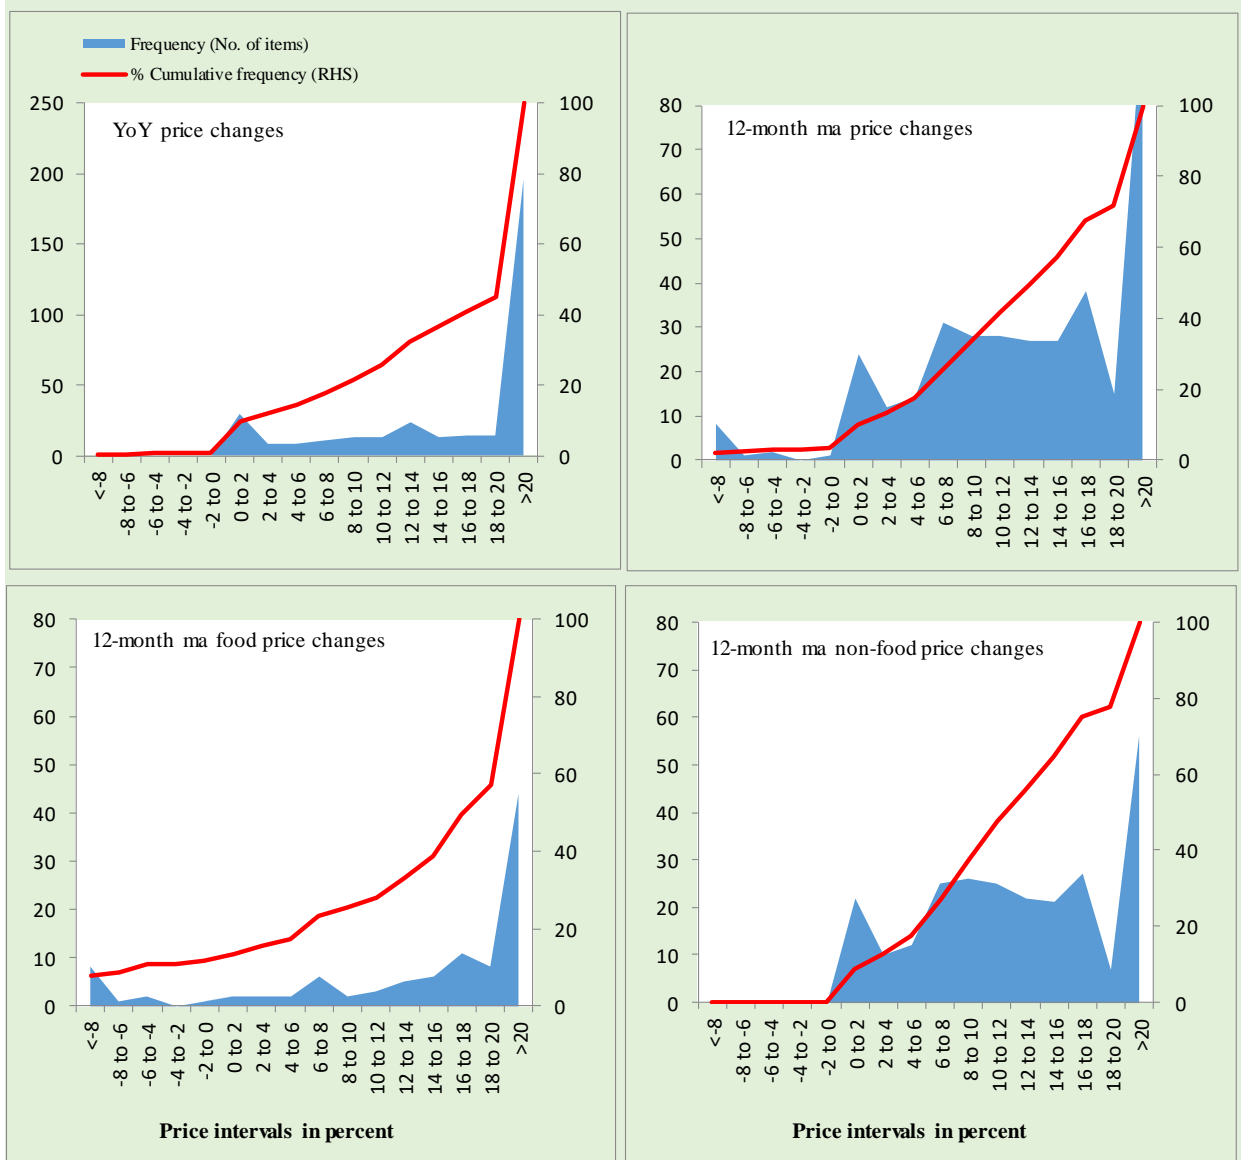 Frequency (No. of items)
% Cumulative frequency (RHS)
YoY price changes
250
200
150
100
50
0
100
80
60
40
20
0
<-8
-8 to -6
-6 to -4
-4 to -2
-2 to 0
0 to 2
2 to 4
4 to 6
6 to 8
8 to 10
10 to 12
12 to 14
14 to 16
16 to 18
18 to 20
>20
12-month ma price changes
80
70
60
50
40
30
20
10
0
100
80
60
40
20
0
<-8
-8 to -6
-6 to -4
-4 to -2
-2 to 0
0 to 2
2 to 4
4 to 6
6 to 8
8 to 10
10 to 12
12 to 14
14 to 16
16 to 18
18 to 20
>20
12-month ma food price changes
80
70
60
50
40
30
20
10
0
100
80
60
40
20
0
<-8
-8 to -6
-6 to -4
-4 to -2
-2 to 0
0 to 2
2 to 4
4 to 6
6 to 8
8 to 10
10 to 12
12 to 14
14 to 16
16 to 18
18 to 20
>20
Price intervals in percent
12-month ma non-food price changes
80
70
60
50
40
30
20
10
0
100
80
60
40
20
0
<-8
-8 to -6
-6 to -4
-4 to -2
-2 to 0
0 to 2
2 to 4
4 to 6
6 to 8
8 to 10
10 to 12
12 to 14
14 to 16
16 to 18
18 to 20
>20
Price intervals in percent